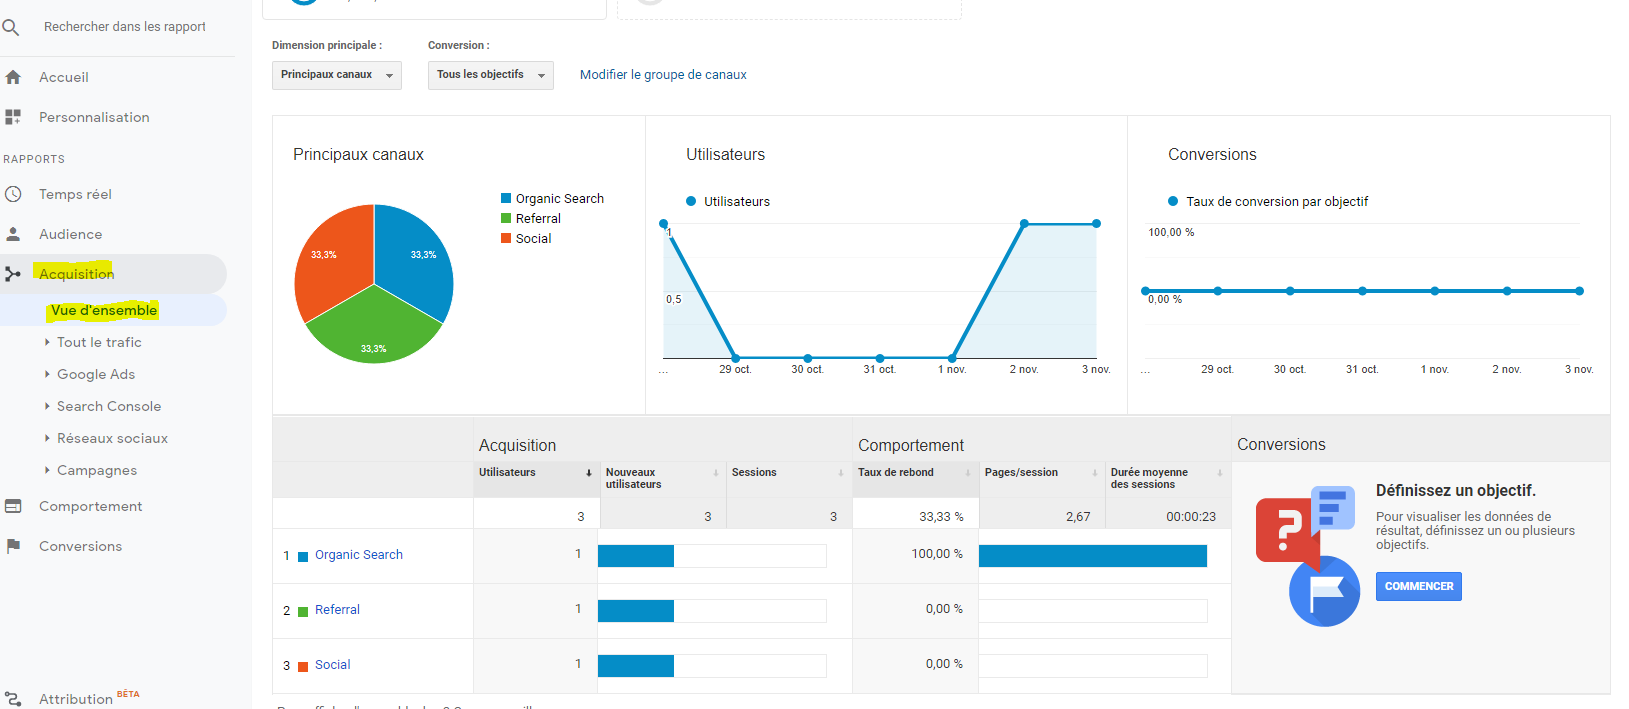 Rechercher dans les rapport
Accueil
Personnalisation
RAPPORTS
Temps réel
Audience
Acquisition
Vue d'ensemble
Tout le trafic
Google Ads
Search Console
Réseaux sociaux
Campagnes
Comportement
Conversions
Attribution BÊTA
Dimension principale :
Conversion :
Principaux canaux
Tous les objectifs
Modifier le groupe de canaux
Principaux canaux
Organic Search
Referral
Social
33,3%
33,3%
33,3%
Utilisateurs
Utilisateurs
1
0,5
...
29 oct.
30 oct.
31 oct.
1 nov.
2 nov.
3 nov.
Conversions
Taux de conversion par objectif
100,00 %
0,00 %
...
29 oct.
30 oct.
31 oct.
1 nov.
2 nov.
3 nov.
Acquisition
Comportement
Conversions
Utilisateurs
Nouveaux
utilisateurs
Sessions
Taux de rebond
Pages/session
Durée moyenne
des sessions
3
3
3
33,33 %
2,67
00:00:23
1 Organic Search 1 100,00 %
2 Referral 1 0,00 %
3 Social 1 0,00 %
Définissez un objectif.
Pour visualiser les données de
résultat, définissez un ou plusieurs
objectifs.
COMMENCER